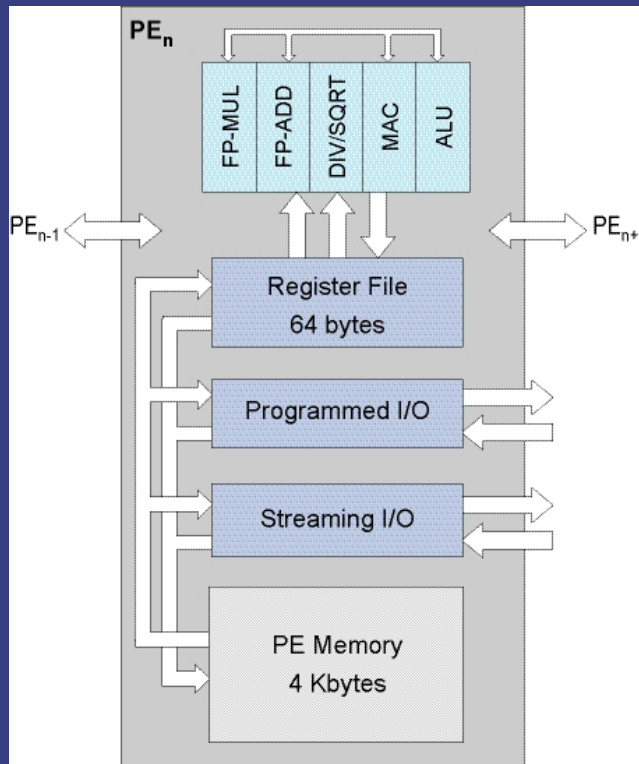 PEn
FP-MUL
FP-ADD
DIV/SQRT
MAC
ALU
PEn-1
PEn+
Register File
64 bytes
Programmed I/O
Streaming I/O
PE Memory
4 Kbytes